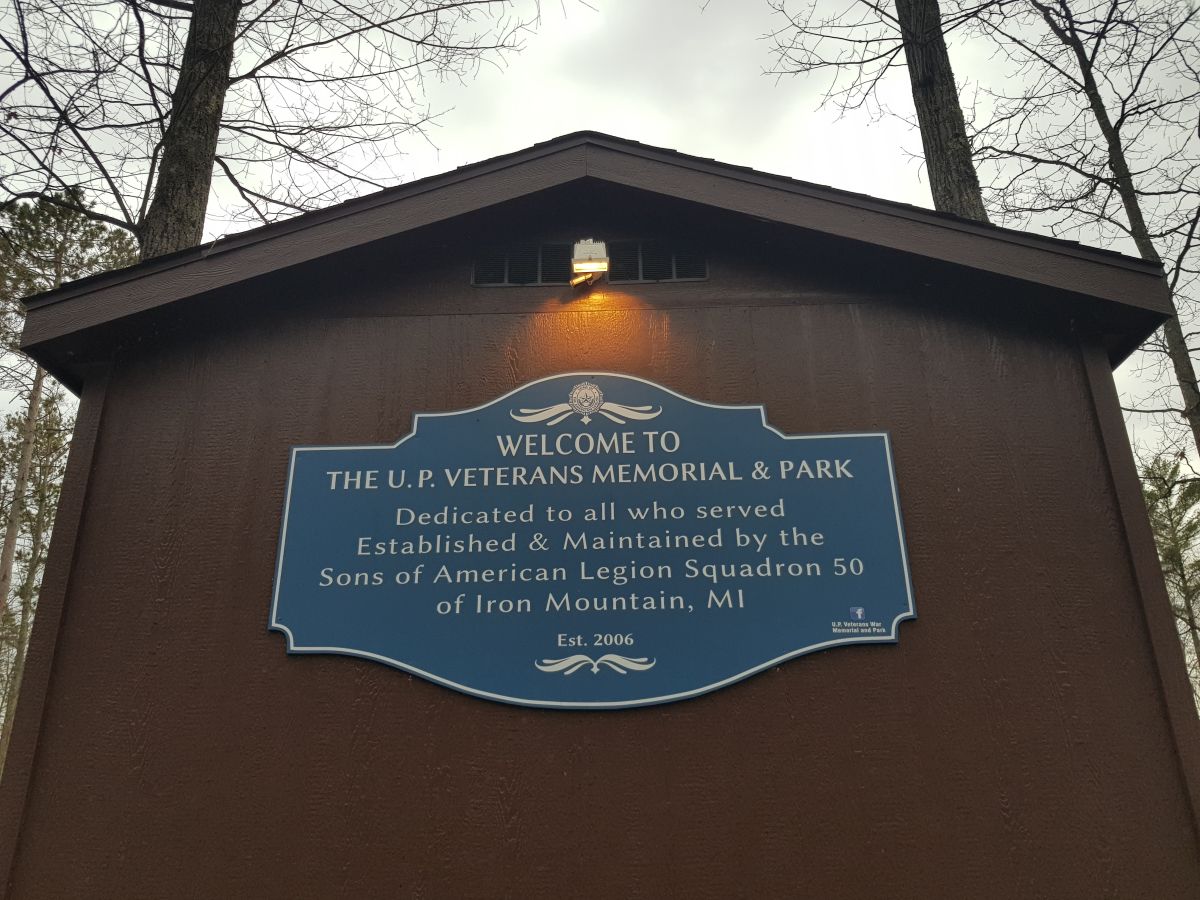 WELCOME TO
THE U.P. VETERANS MEMORIAL & PARK
Dedicated to all who served
Established & Maintained by the
Sons of American Legion Squadron 50
of Iron Mountain, MI
Est. 2006
U.P. Veterans War
Memorial and Park